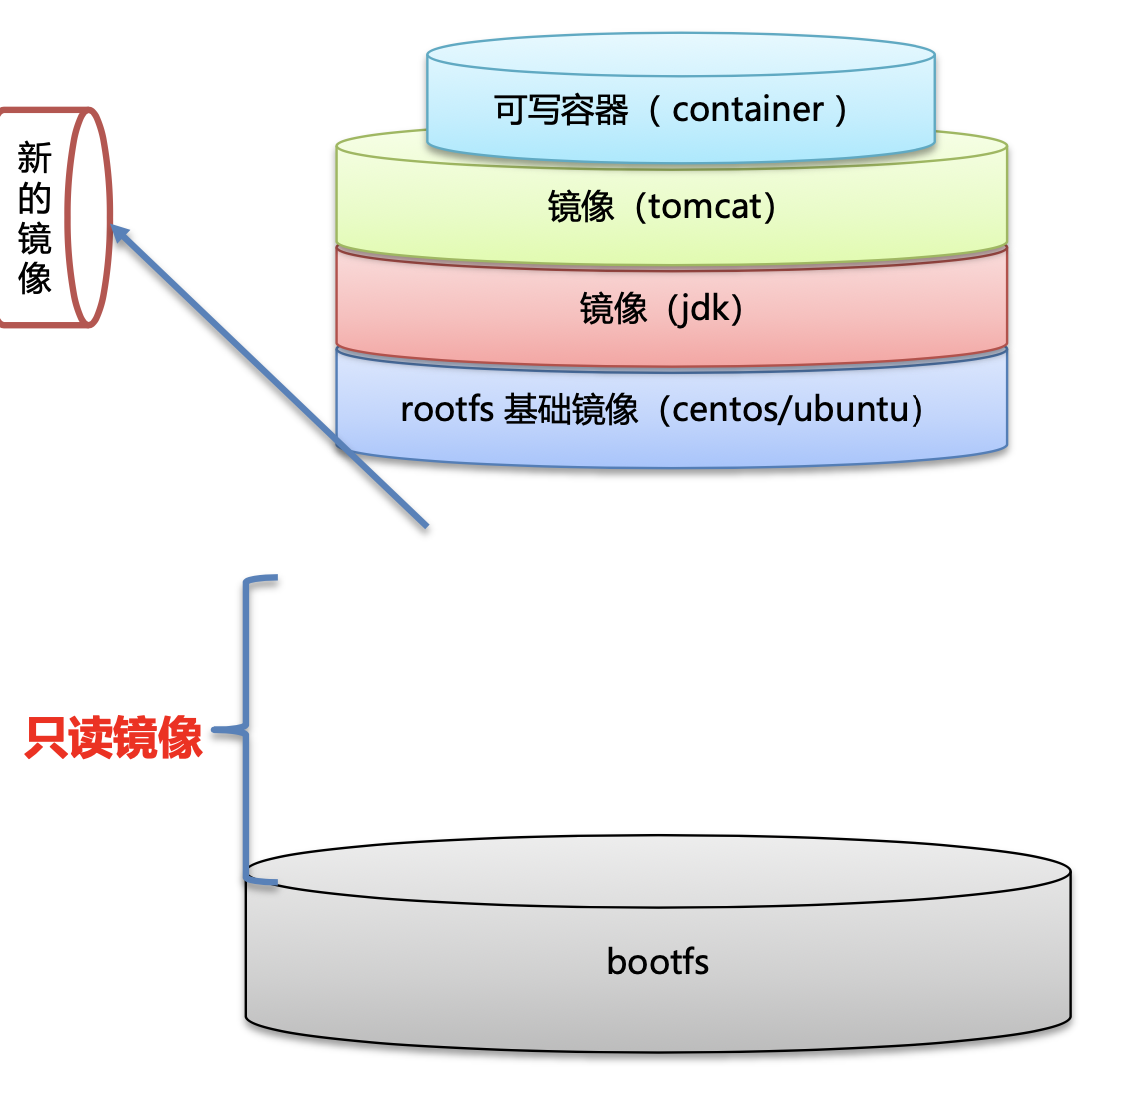 可写容器（ container ）
新的镜像
镜像（tomcat）
镜像（jdk）
rootfs 基础镜像（centos/ubuntu）
只读镜像
bootfs